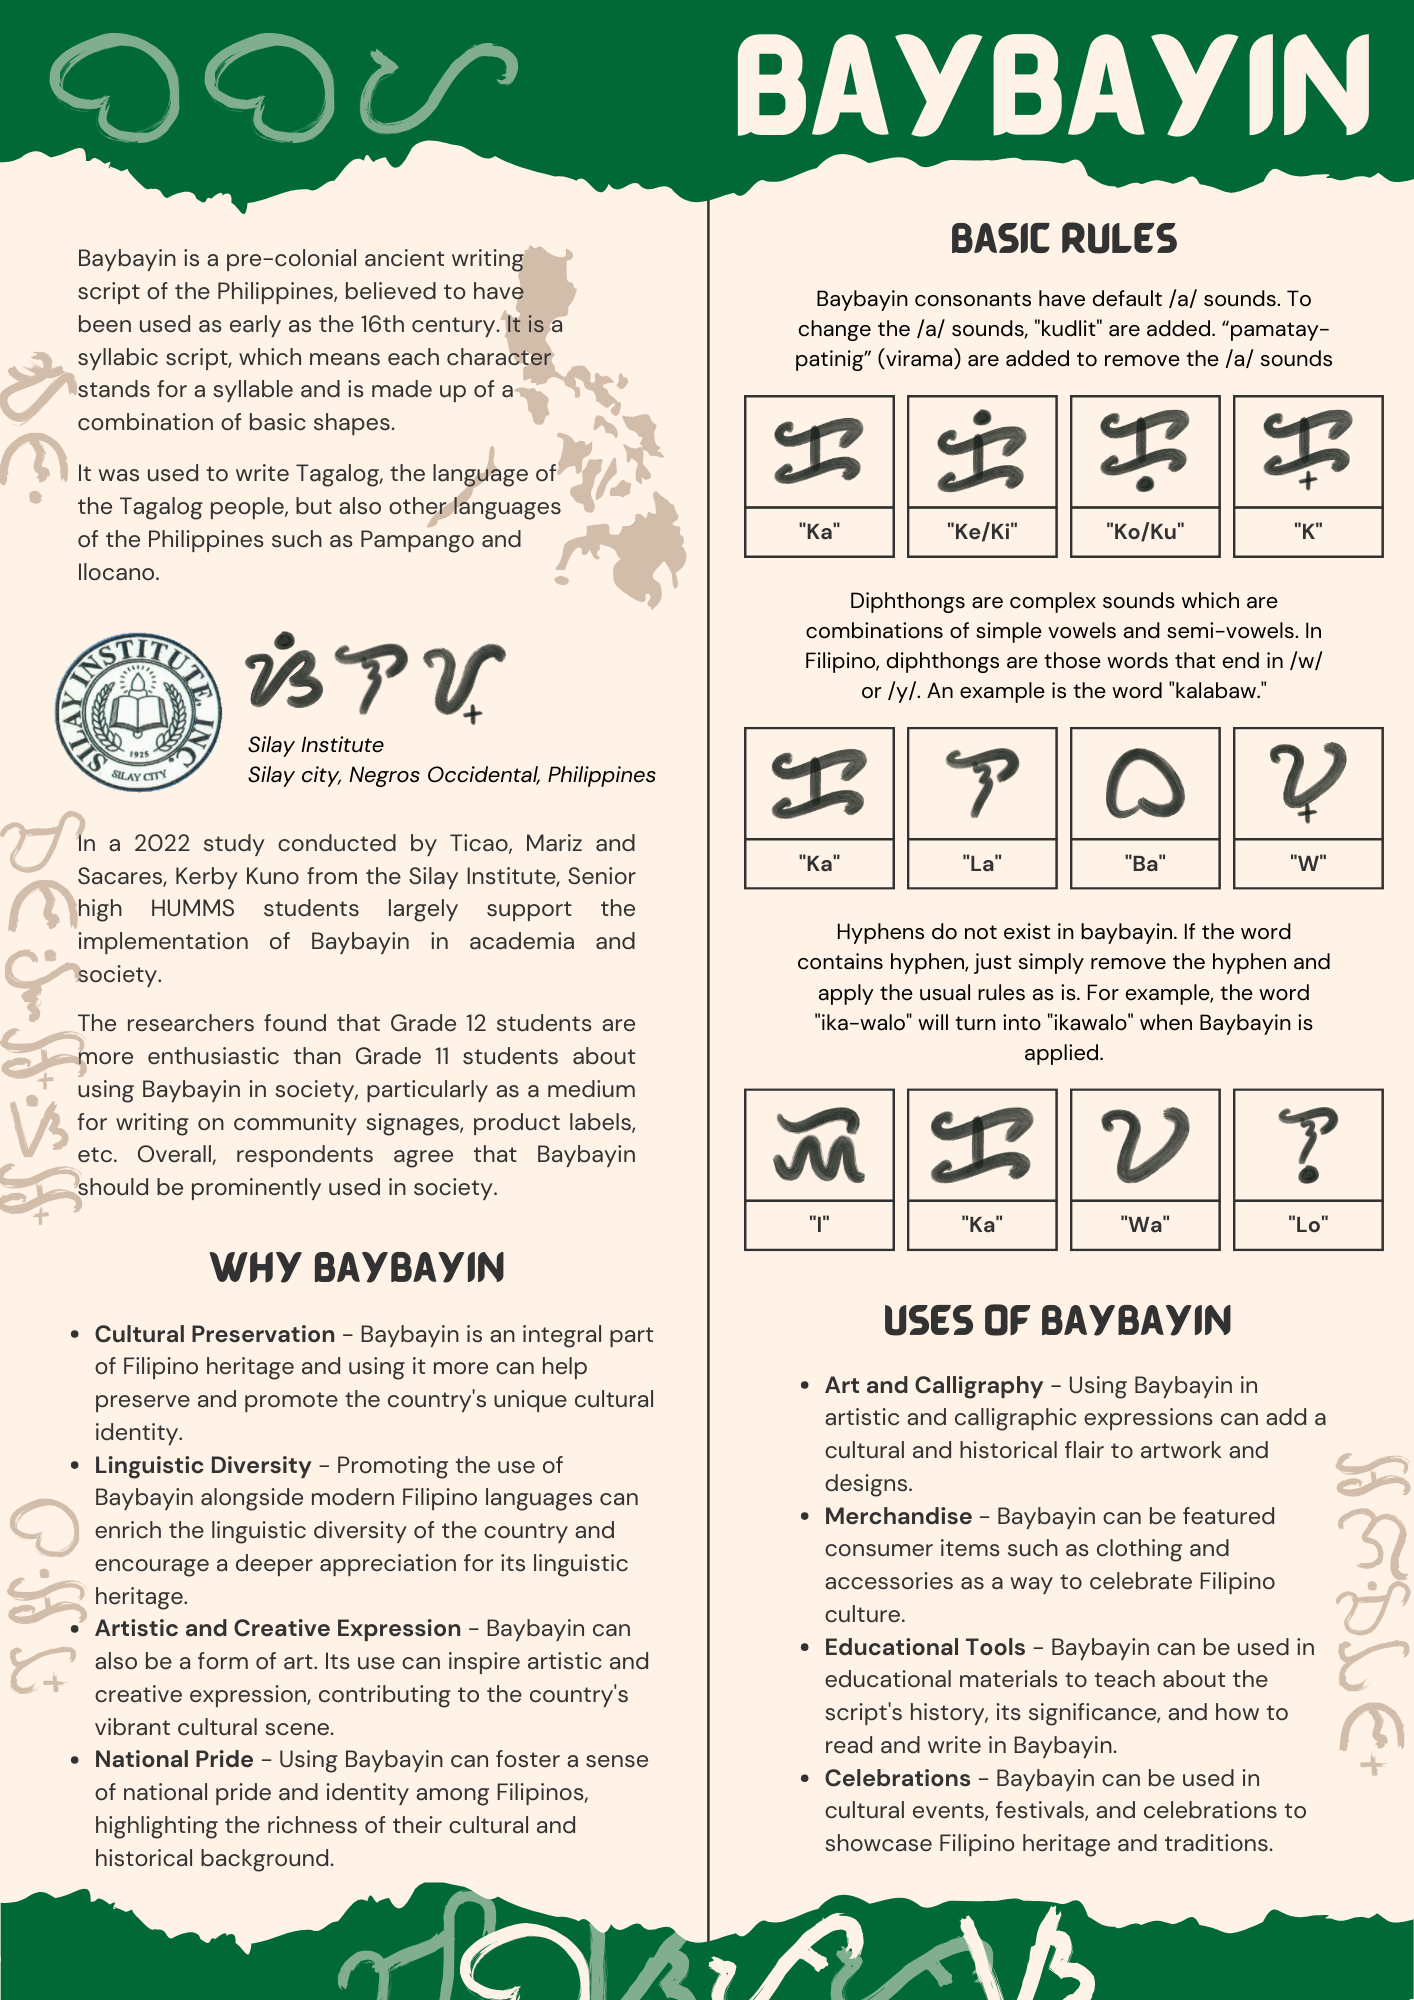 ᜊᜊᜌ
BAYBAYIN
Baybayin is a pre-colonial ancient writing
script of the Philippines, believed to have
been used as early as the 16th century. It is a
syllabic script, which means each character
stands for a syllable and is made up of a
combination of basic shapes.
It was used to write Tagalog, the language of
the Tagalog people, but also other languages
of the Philippines such as Pampango and
Ilocano.
SILAY INSTITUTE, INC.
1925
SILAY CITY
ᜐᜒᜎᜌ᜔
Silay Institute
Silay city, Negros Occidental, Philippines
In a 2022 study conducted by Ticao, Mariz and
Sacares, Kerby Kuno from the Silay Institute, Senior
high HUMMS students largely support the
implementation of Baybayin in academia and
society.
The researchers found that Grade 12 students are
more enthusiastic than Grade 11 students about
using Baybayin in society, particularly as a medium
for writing on community signages, product labels,
etc. Overall, respondents agree that Baybayin
should be prominently used in society.
WHY BAYBAYIN
• Cultural Preservation - Baybayin is an integral part
of Filipino heritage and using it more can help
preserve and promote the country's unique cultural
identity.
• Linguistic Diversity - Promoting the use of
Baybayin alongside modern Filipino languages can
enrich the linguistic diversity of the country and
encourage a deeper appreciation for its linguistic
heritage.
• Artistic and Creative Expression - Baybayin can
also be a form of art. Its use can inspire artistic and
creative expression, contributing to the country's
vibrant cultural scene.
• National Pride - Using Baybayin can foster a sense
of national pride and identity among Filipinos,
highlighting the richness of their cultural and
historical background.
BASIC RULES
Baybayin consonants have default /a/ sounds. To
change the /a/ sounds, "kudlit" are added. “pamatay-
patinig” (virama) are added to remove the /a/ sounds
ᜃ ᜃᜒ ᜃᜓ ᜃ᜔
"Ka" "Ke/Ki" "Ko/Ku" "K"
Diphthongs are complex sounds which are
combinations of simple vowels and semi-vowels. In
Filipino, diphthongs are those words that end in /w/
or /y/. An example is the word "kalabaw."
ᜃ ᜎ ᜊ ᜏ᜔
"Ka" "La" "Ba" "W"
Hyphens do not exist in baybayin. If the word
contains hyphen, just simply remove the hyphen and
apply the usual rules as is. For example, the word
"ika-walo" will turn into "ikawalo" when Baybayin is
applied.
ᜁ ᜃ ᜏ ᜎᜓ
"I" "Ka" "Wa" "Lo"
USES OF BAYBAYIN
• Art and Calligraphy - Using Baybayin in
artistic and calligraphic expressions can add a
cultural and historical flair to artwork and
designs.
• Merchandise - Baybayin can be featured
consumer items such as clothing and
accessories as a way to celebrate Filipino
culture.
• Educational Tools - Baybayin can be used in
educational materials to teach about the
script's history, its significance, and how to
read and write in Baybayin.
• Celebrations - Baybayin can be used in
cultural events, festivals, and celebrations to
showcase Filipino heritage and traditions.